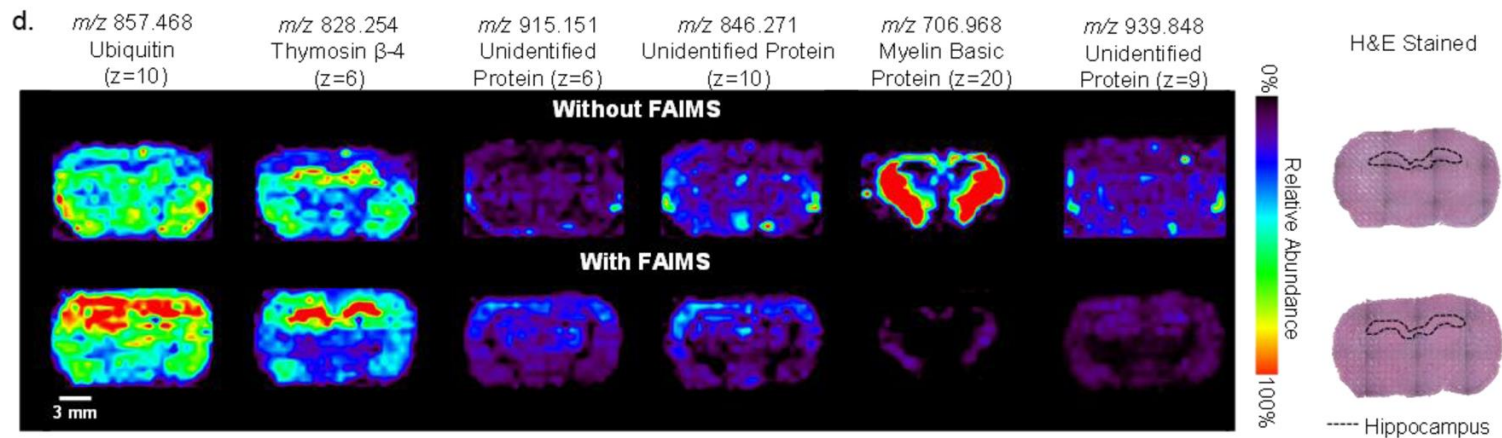 d.
m/z 857.468
Ubiquitin
(z=10)
m/z 828.254
Thymosin β-4
(z=6)
m/z 915.151
Unidentified
Protein (z=6)
m/z 846.271
Unidentified Protein
(z=10)
m/z 706.968
Myelin Basic
Protein (z=20)
m/z 939.848
Unidentified
Protein (z=9)
H&E Stained
Without FAIMS
With FAIMS
3 mm
0%
Relative Abundance
100%
Hippocampus